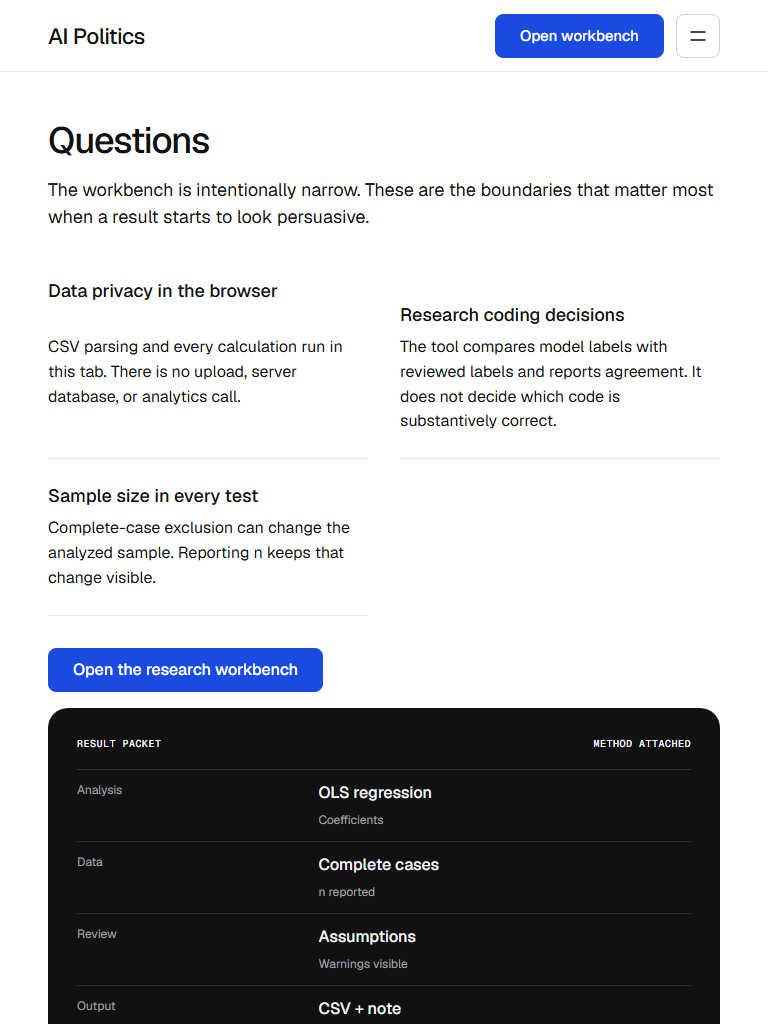 AI Politics
Open workbench
Questions
The workbench is intentionally narrow. These are the boundaries that matter most
when a result starts to look persuasive.
Data privacy in the browser
CSV parsing and every calculation run in
this tab. There is no upload, server
database, or analytics call.
Research coding decisions
The tool compares model labels with
reviewed labels and reports agreement. It
does not decide which code is
substantively correct.
Sample size in every test
Complete-case exclusion can change the
analyzed sample. Reporting n keeps that
change visible.
Open the research workbench
RESULT PACKET
METHOD ATTACHED
Analysis
OLS regression
Coefficients
Data
Complete cases
n reported
Review
Assumptions
Warnings visible
Output
CSV + note